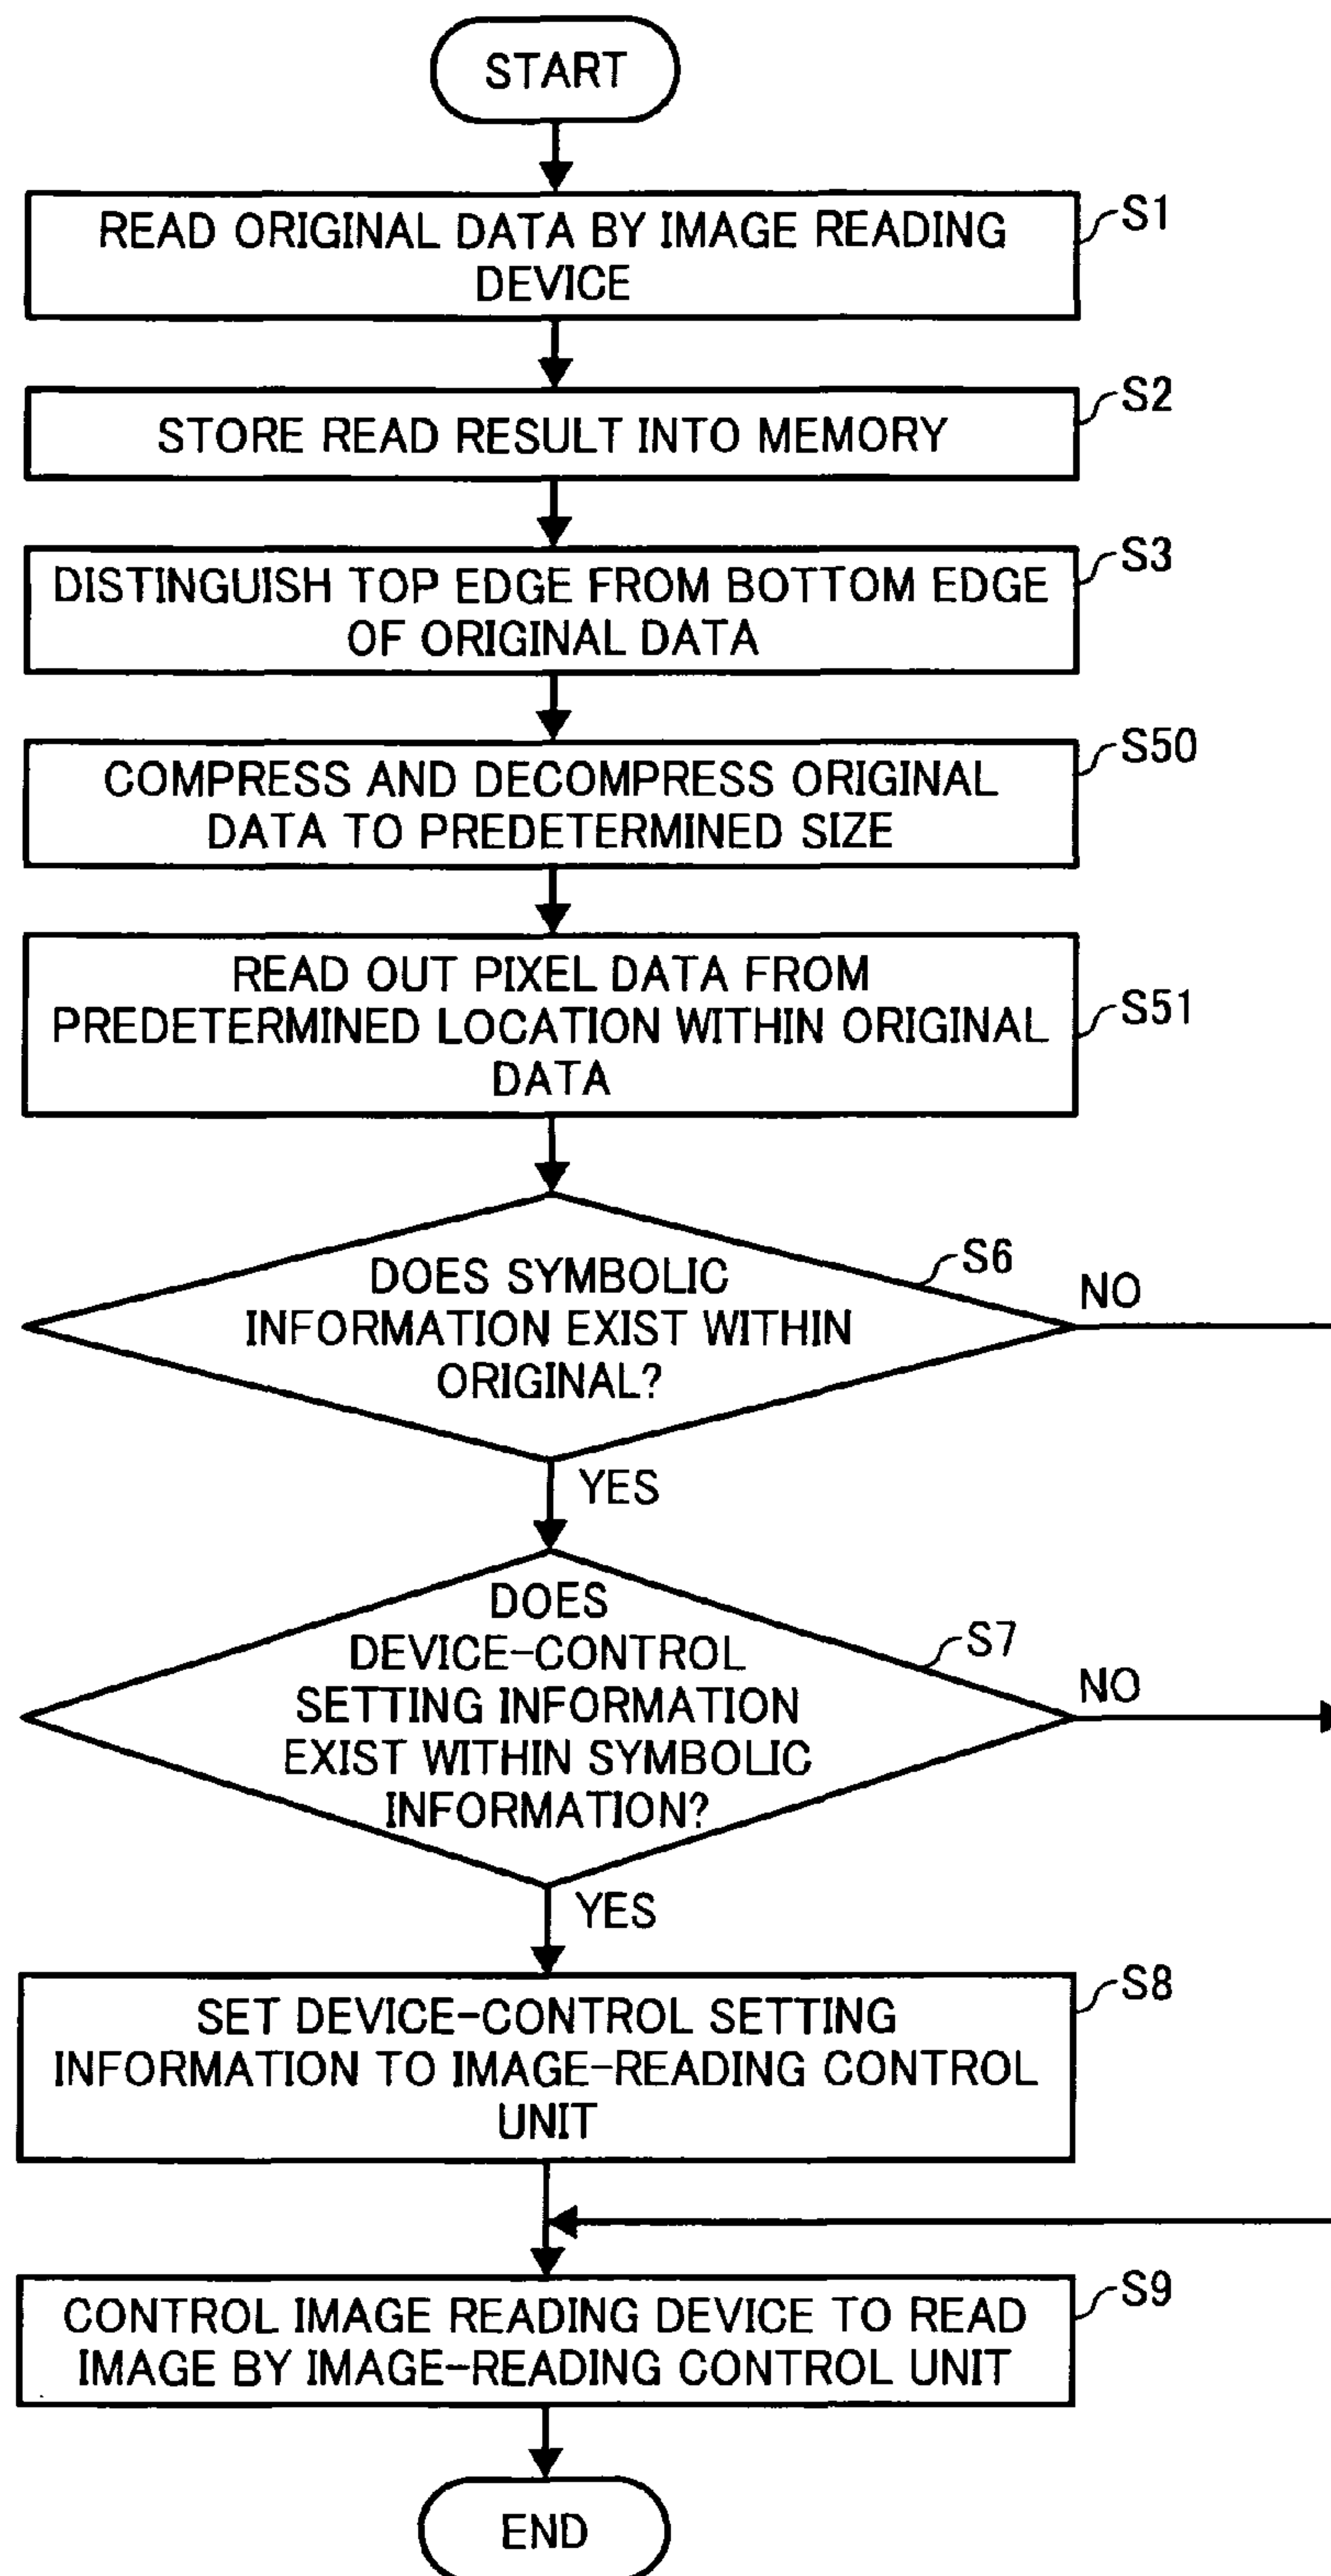 START
READ ORIGINAL DATA BY IMAGE READING
DEVICE
S1
STORE READ RESULT INTO MEMORY
S2
DISTINGUISH TOP EDGE FROM BOTTOM EDGE
OF ORIGINAL DATA
S3
COMPRESS AND DECOMPRESS ORIGINAL
DATA TO PREDETERMINED SIZE
S50
READ OUT PIXEL DATA FROM
PREDETERMINED LOCATION WITHIN ORIGINAL
DATA
S51
DOES SYMBOLIC
INFORMATION EXIST WITHIN
ORIGINAL?
S6
NO
YES
DOES
DEVICE-CONTROL
SETTING INFORMATION
EXIST WITHIN SYMBOLIC
INFORMATION?
S7
NO
YES
SET DEVICE-CONTROL SETTING
INFORMATION TO IMAGE-READING CONTROL
UNIT
S8
CONTROL IMAGE READING DEVICE TO READ
IMAGE BY IMAGE-READING CONTROL UNIT
S9
END